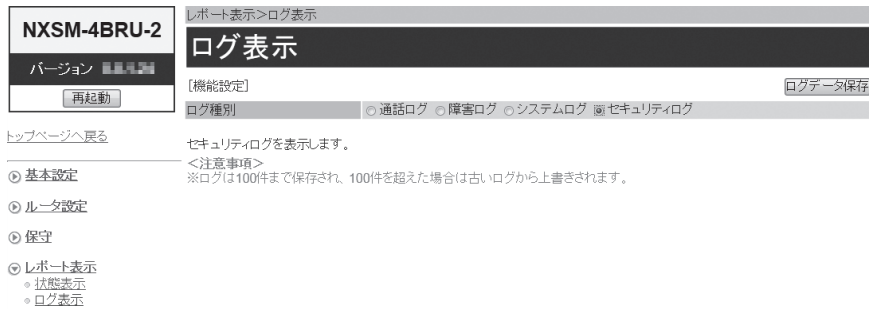 NXSM-4BRU-2
バージョン
再起動
トップページへ戻る
基本設定
ルータ設定
保守
レポート表示
状態表示
ログ表示
レポート表示>ログ表示
ログ表示
[機能設定]
ログデータ保存
ログ種別 通話ログ 障害ログ システムログ セキュリティログ
セキュリティログを表示します。
<注意事項>
※ログは100件まで保存され、100件を超えた場合は古いログから上書きされます。